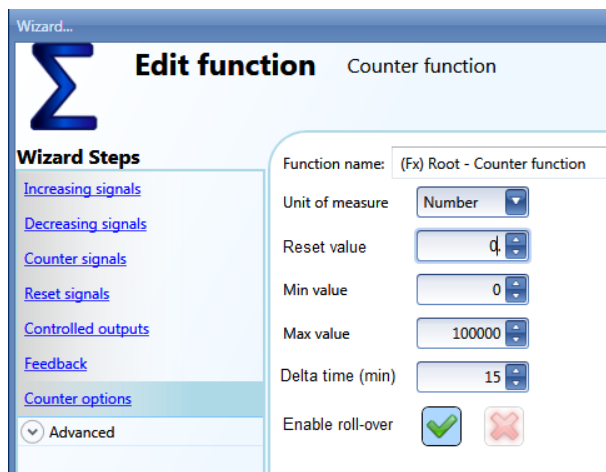 Wizard...
Edit function Counter function
Wizard Steps
Increasing signals
Decreasing signals
Counter signals
Reset signals
Controlled outputs
Feedback
Counter options
Advanced
Function name: (Fx) Root - Counter function
Unit of measure Number
Reset value 0
Min value 0
Max value 100000
Delta time (min) 15
Enable roll-over